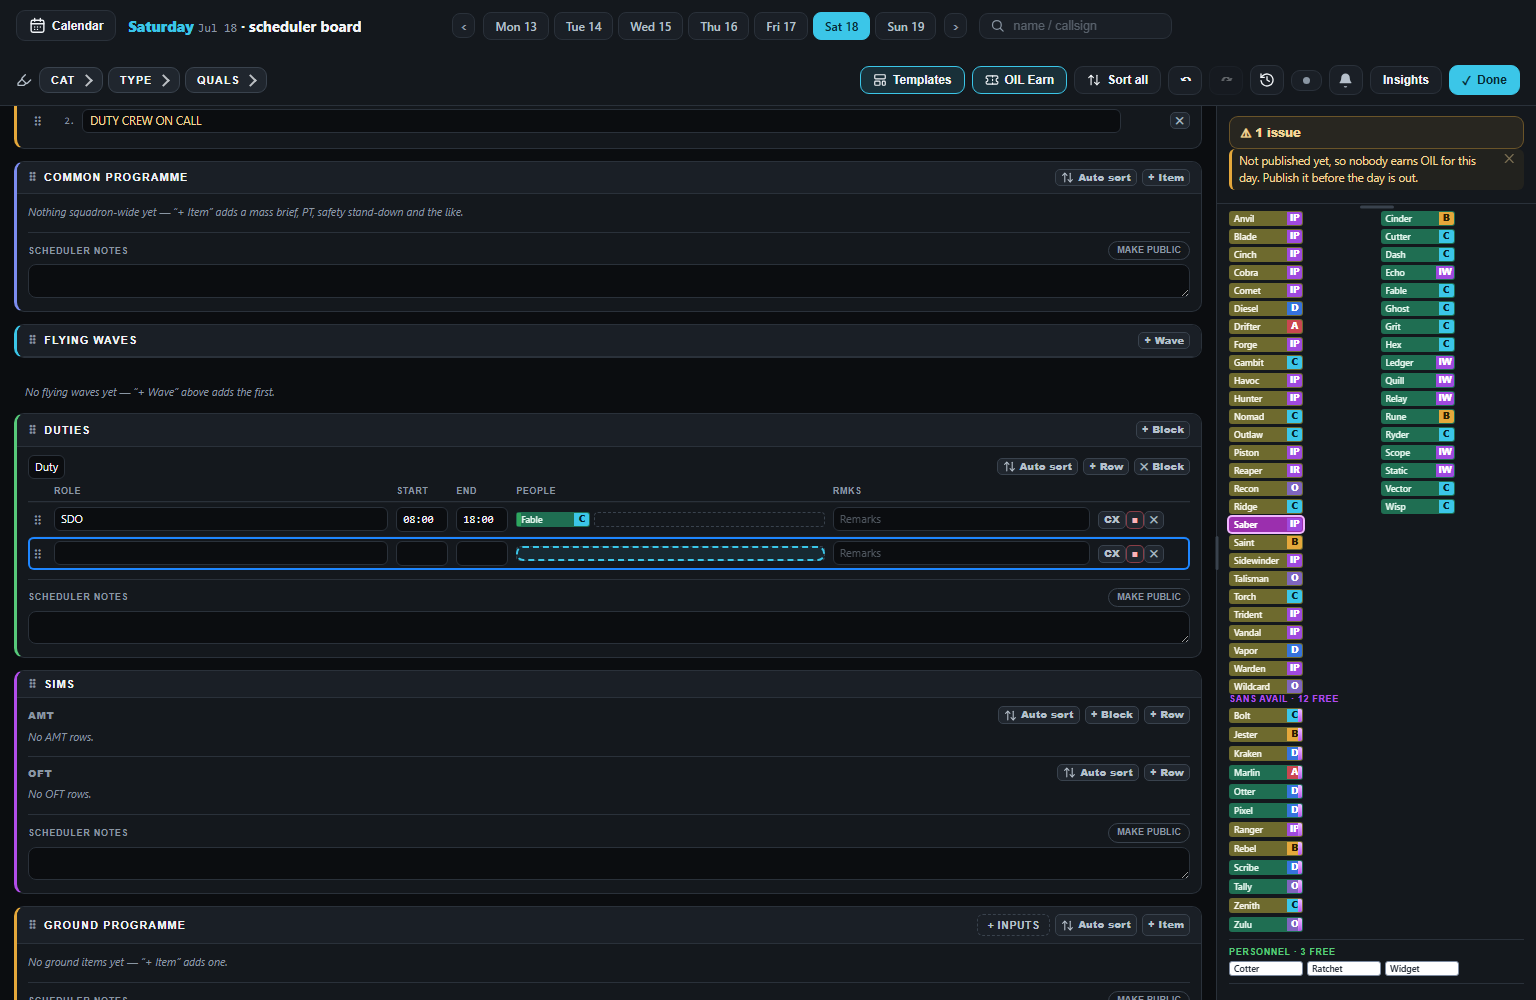 Calendar
Saturday Jul 18 · scheduler board
‹
Mon 13
Tue 14
Wed 15
Thu 16
Fri 17
Sat 18
Sun 19
›
name / callsign
CAT
TYPE
QUALS
Templates
OIL Earn
Sort all
Insights
✓ Done
2. DUTY CREW ON CALL
COMMON PROGRAMME
Auto sort
+ Item
Nothing squadron-wide yet — "+ Item" adds a mass brief, PT, safety stand-down and the like.
SCHEDULER NOTES
MAKE PUBLIC
FLYING WAVES
+ Wave
No flying waves yet — "+ Wave" above adds the first.
DUTIES
+ Block
Duty
Auto sort
+ Row
✕ Block
ROLE START END PEOPLE RMKS
SDO 08:00 18:00 Fable C Remarks CX
Remarks CX
SCHEDULER NOTES
MAKE PUBLIC
SIMS
AMT
Auto sort
+ Block
+ Row
No AMT rows.
OFT
Auto sort
+ Row
No OFT rows.
SCHEDULER NOTES
MAKE PUBLIC
GROUND PROGRAMME
+ INPUTS
Auto sort
+ Item
No ground items yet — "+ Item" adds one.
SCHEDULER NOTES
MAKE PUBLIC
⚠ 1 issue
Not published yet, so nobody earns OIL for this
day. Publish it before the day is out.
Anvil IP
Blade IP
Cinch IP
Cobra IP
Comet IP
Diesel D
Drifter A
Forge IP
Gambit C
Havoc IP
Hunter IP
Nomad C
Outlaw C
Piston IP
Reaper IR
Recon O
Ridge C
Saber IP
Saint B
Sidewinder IP
Talisman O
Torch C
Trident IP
Vandal IP
Vapor D
Warden IP
Wildcard O
Cinder B
Cutter C
Dash C
Echo IW
Fable C
Ghost C
Grit C
Hex C
Ledger IW
Quill IW
Relay IW
Rune B
Ryder C
Scope IW
Static IW
Vector C
Wisp C
SANS AVAIL · 12 FREE
Bolt C
Jester B
Kraken D
Marlin A
Otter D
Pixel D
Ranger IP
Rebel B
Scribe D
Tally O
Zenith C
Zulu O
PERSONNEL · 3 FREE
Cotter
Ratchet
Widget